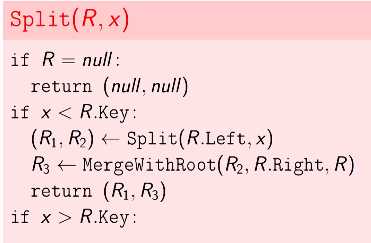 Split(R, x)
if R = null:
return (null, null)
if x < R.Key:
(R₁, R₂) ← Split(R.Left, x)
R₃ ← MergeWithRoot(R₂, R.Right, R)
return (R₁, R₃)
if x > R.Key: